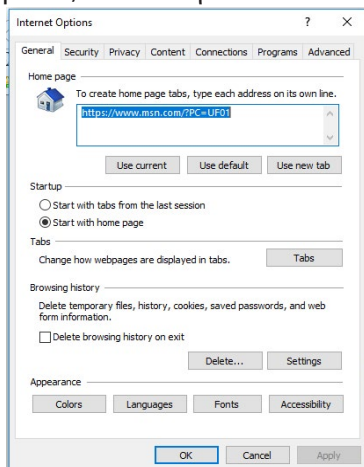 Internet Options
General Security Privacy Content Connections Programs Advanced
Home page
To create home page tabs, type each address on its own line.
https://www.msn.com/?PC=UF01
Use current Use default Use new tab
Startup
Start with tabs from the last session
Start with home page
Tabs
Change how webpages are displayed in tabs. Tabs
Browsing history
Delete temporary files, history, cookies, saved passwords, and web
form information.
Delete browsing history on exit
Delete... Settings
Appearance
Colors Languages Fonts Accessibility
OK Cancel Apply